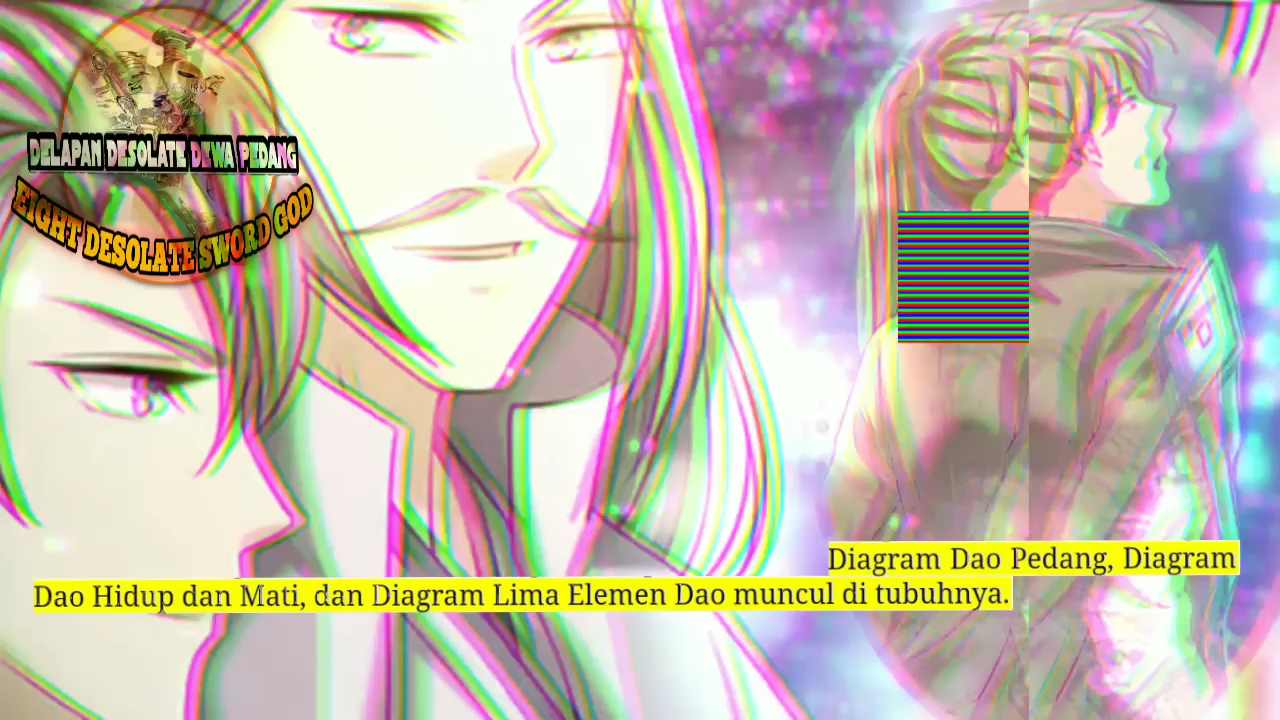 DELAPAN DESOLATE DEWA PEDANG
EIGHT DESOLATE SWORD GOD
Diagram Dao Pedang, Diagram
Dao Hidup dan Mati, dan Diagram Lima Elemen Dao muncul di tubuhnya.